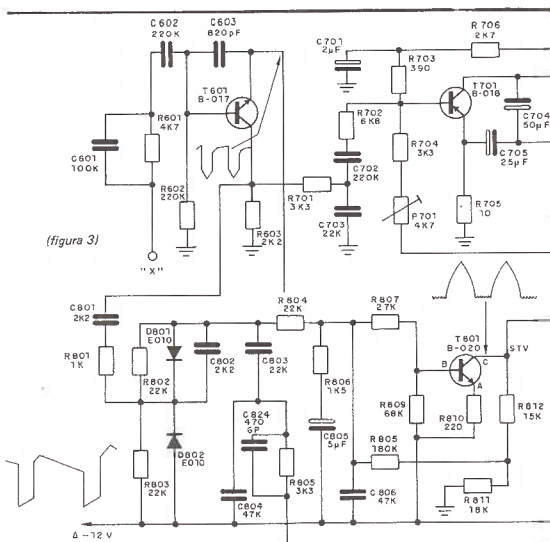 C602
220K
C603
820pF
T601
B-017
C601
100K
R601
4K7
R602
220K
R603
2K2
R701
3K3
(figura 3)
"X"
C701
2µF
R703
390
R706
2K7
T701
B-018
C704
50µF
R702
6K8
R704
3K3
C702
220K
C705
25µF
C703
22K
P701
4K7
R705
10
C801
2K2
R801
1K
D801
E010
R802
22K
C802
2K2
C803
22K
R804
22K
R807
27K
T601
B-020
B
C
A
STV
R806
1K5
R809
68K
R810
220
R812
15K
C824
470
GP
C805
5µF
R805
180K
D802
E010
R803
22K
C804
47K
R805
3K3
C806
47K
R811
18K
A -12 V